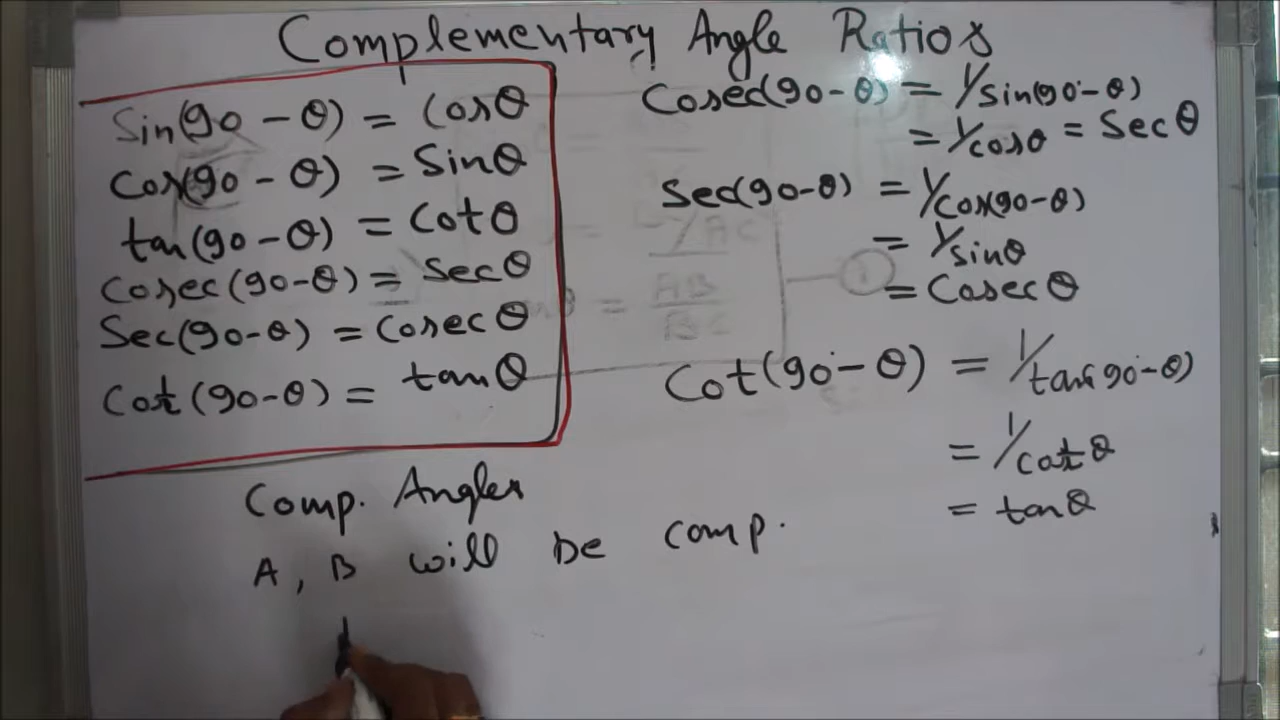 Complementary Angle Ratios
Sin(90 - θ) = Cosθ
Cos(90 - θ) = Sinθ
tan(90 - θ) = Cotθ
Cosec(90-θ) = Secθ
Sec(90-θ) = Cosecθ
Cot(90-θ) = tanθ
Comp. Angles
A, B will be comp.
Cosec(90-θ) = 1/Sin(90-θ)
= 1/Cosθ = Secθ
Sec(90-θ) = 1/Cos(90-θ)
= 1/Sinθ
= Cosecθ
Cot(90-θ) = 1/tan(90-θ)
= 1/Cotθ
= tanθ